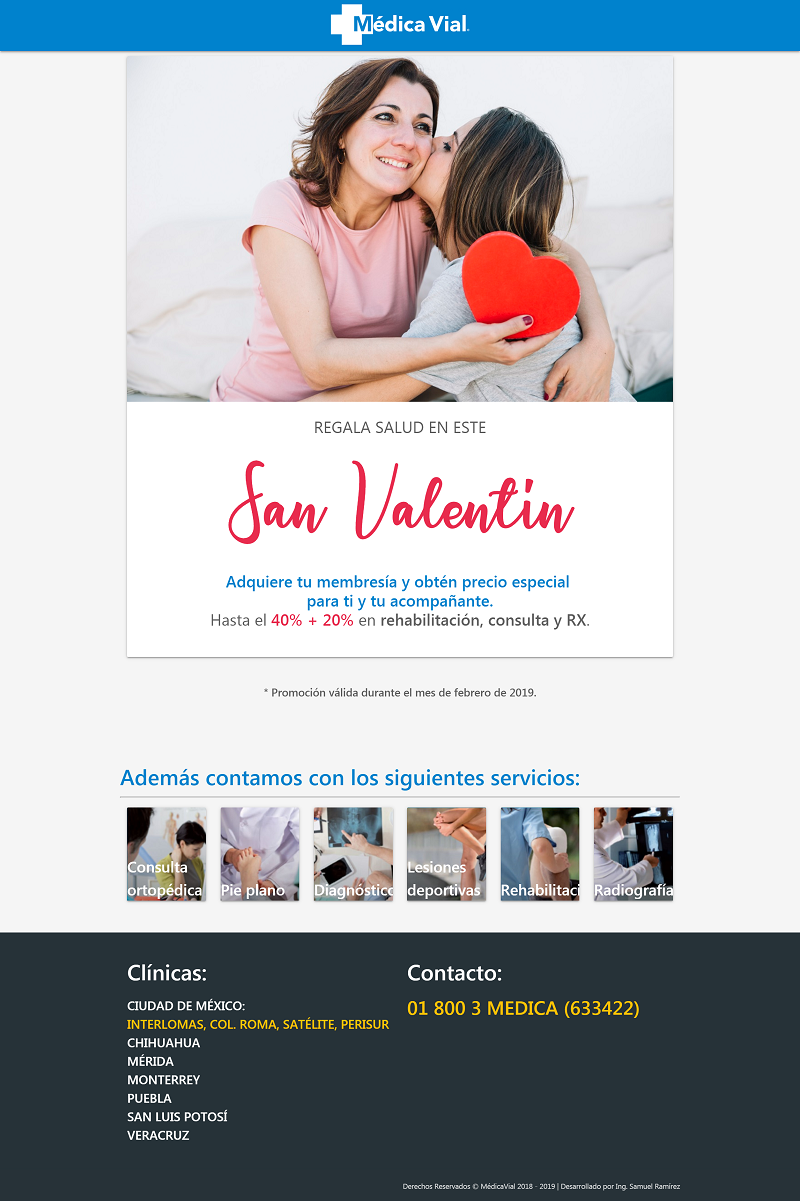 Médica Vial
REGALA SALUD EN ESTE
San Valentin
Adquiere tu membresía y obtén precio especial
para ti y tu acompañante.
Hasta el 40% + 20% en rehabilitación, consulta y RX.
* Promoción válida durante el mes de febrero de 2019.
Además contamos con los siguientes servicios:
Consulta
ortopédica
Pie plano
Diagnóstico
Lesiones
deportivas
Rehabilitaci
Radiografía
Clínicas:
CIUDAD DE MÉXICO:
INTERLOMAS, COL. ROMA, SATÉLITE, PERISUR
CHIHUAHUA
MÉRIDA
MONTERREY
PUEBLA
SAN LUIS POTOSÍ
VERACRUZ
Contacto:
01 800 3 MEDICA (633422)
Derechos Reservados © MédicaVial 2018 - 2019 | Desarrollado por Ing. Samuel Ramírez